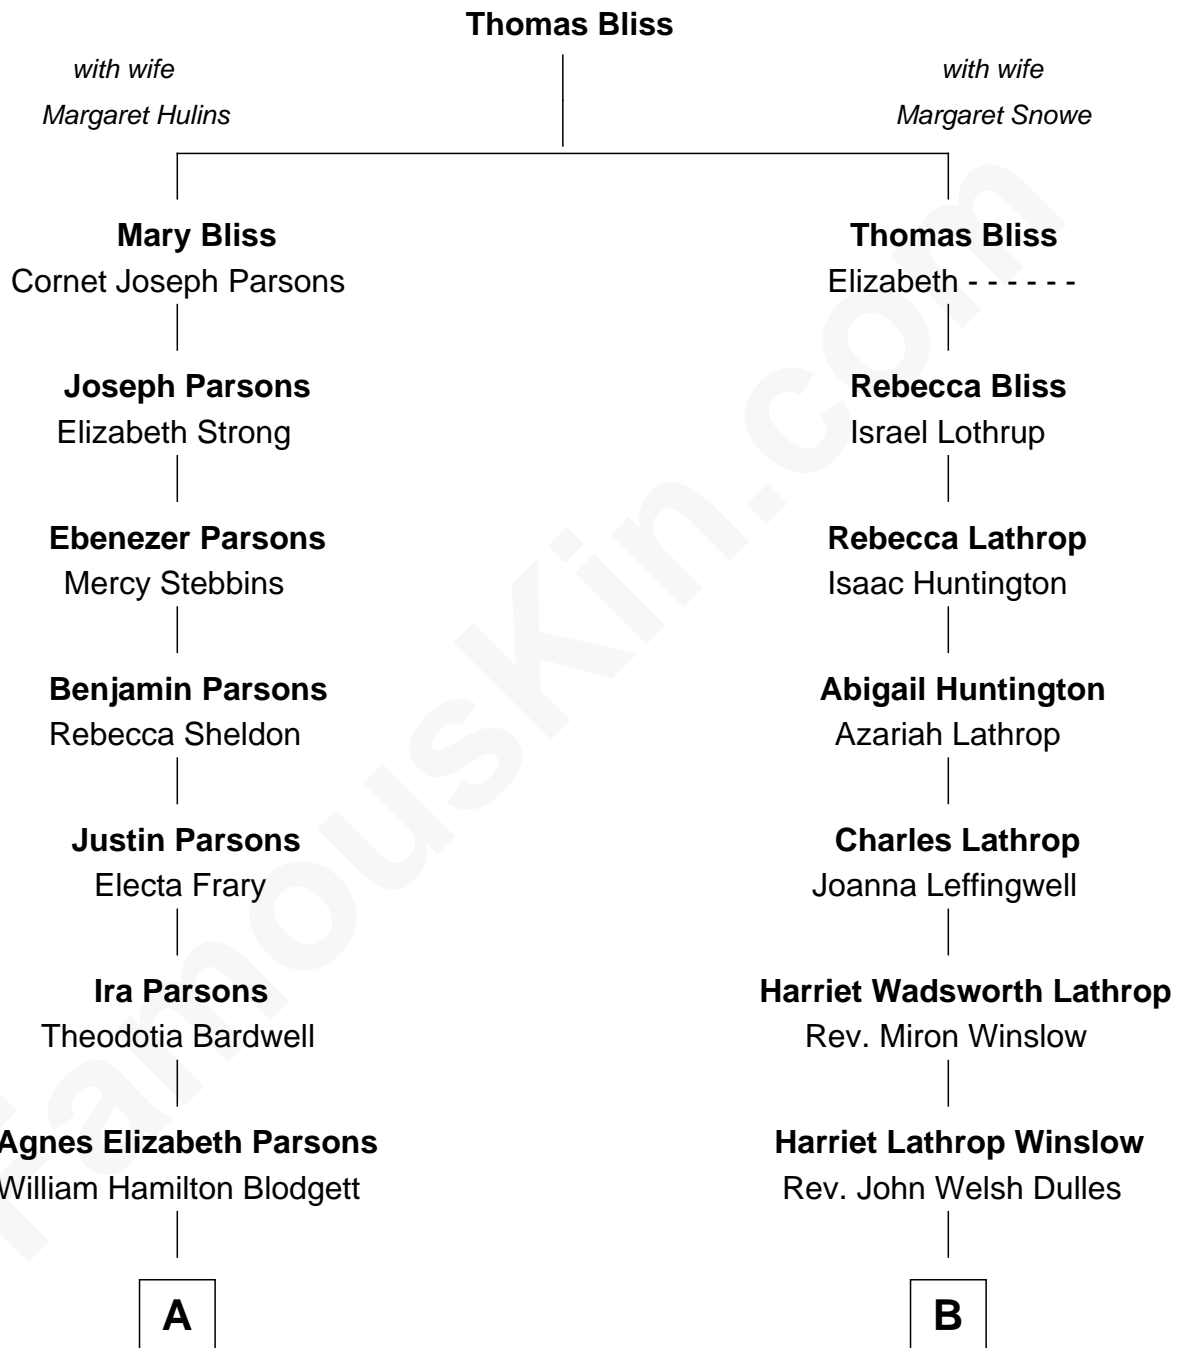 Thomas Bliss
with wife
Margaret Hulins
with wife
Margaret Snowe
Mary Bliss
Cornet Joseph Parsons
Thomas Bliss
Elizabeth - - - - - -
Joseph Parsons
Elizabeth Strong
Rebecca Bliss
Israel Lothrup
Ebenezer Parsons
Mercy Stebbins
Rebecca Lathrop
Isaac Huntington
Benjamin Parsons
Rebecca Sheldon
Abigail Huntington
Azariah Lathrop
Justin Parsons
Electa Frary
Charles Lathrop
Joanna Leffingwell
Ira Parsons
Theodotia Bardwell
Harriet Wadsworth Lathrop
Rev. Miron Winslow
Agnes Elizabeth Parsons
William Hamilton Blodgett
Harriet Lathrop Winslow
Rev. John Welsh Dulles
A
B
FamousKin.com